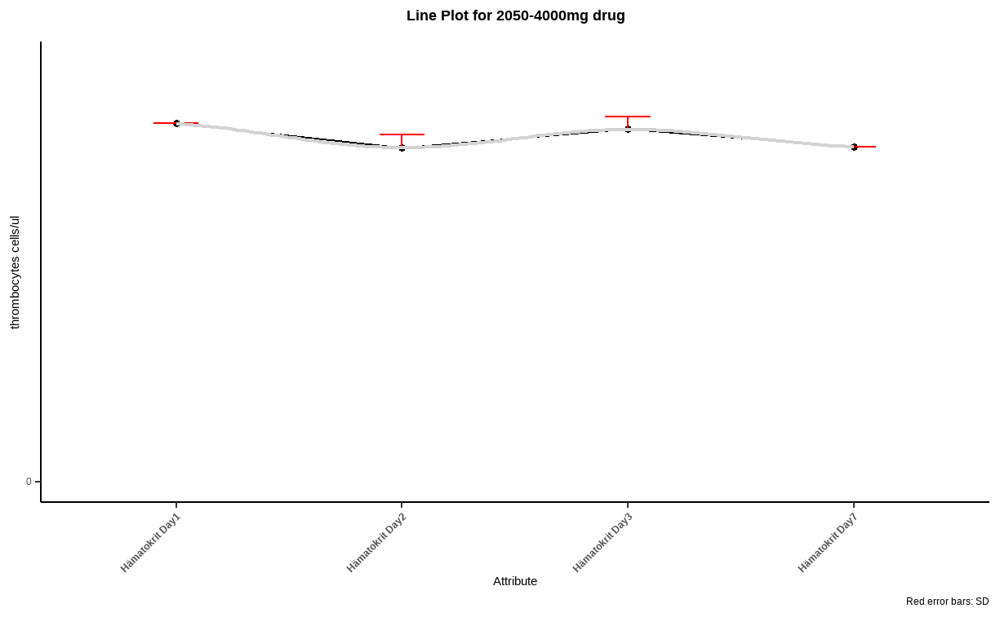 Line Plot for 2050-4000mg drug
thrombocytes cells/ul
0
Hämatokrit Day1
Hämatokrit Day2
Hämatokrit Day3
Hämatokrit Day7
Attribute
Red error bars: SD